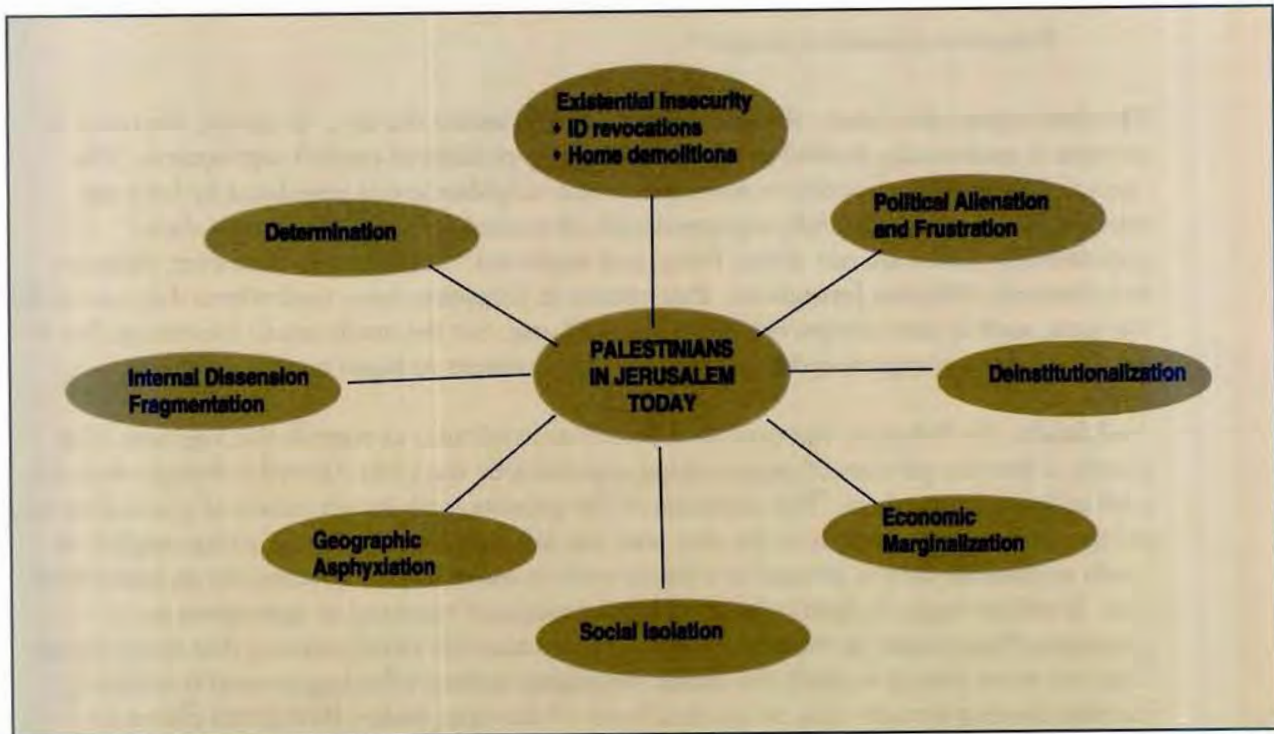 Existential Insecurity
• ID revocations
• Home demolitions
Political Alienation
and Frustration
Determination
PALESTINIANS
IN JERUSALEM
TODAY
Internal Dissension
Fragmentation
Deinstitutionalization
Geographic
Asphyxiation
Economic
Marginalization
Social Isolation